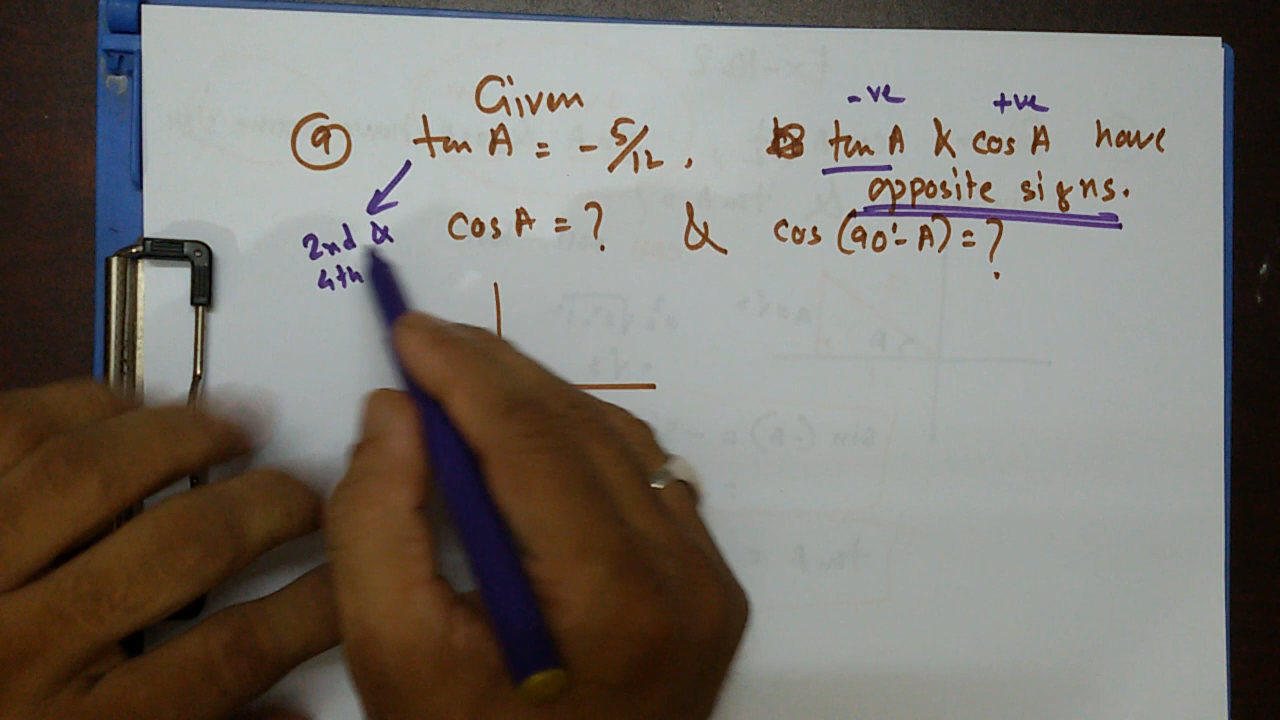 Given
-ve +ve
9 tan A = - 5/12 , tan A & cos A have
opposite signs.
2nd & 4th
cos A = ? & cos (90° - A) = ?